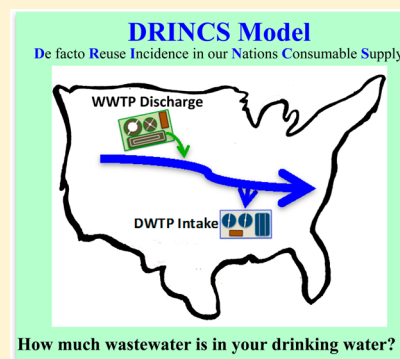 DRINCS Model
De facto Reuse Incidence in our Nations Consumable Supply
WWTP Discharge
DWTP Intake
How much wastewater is in your drinking water?